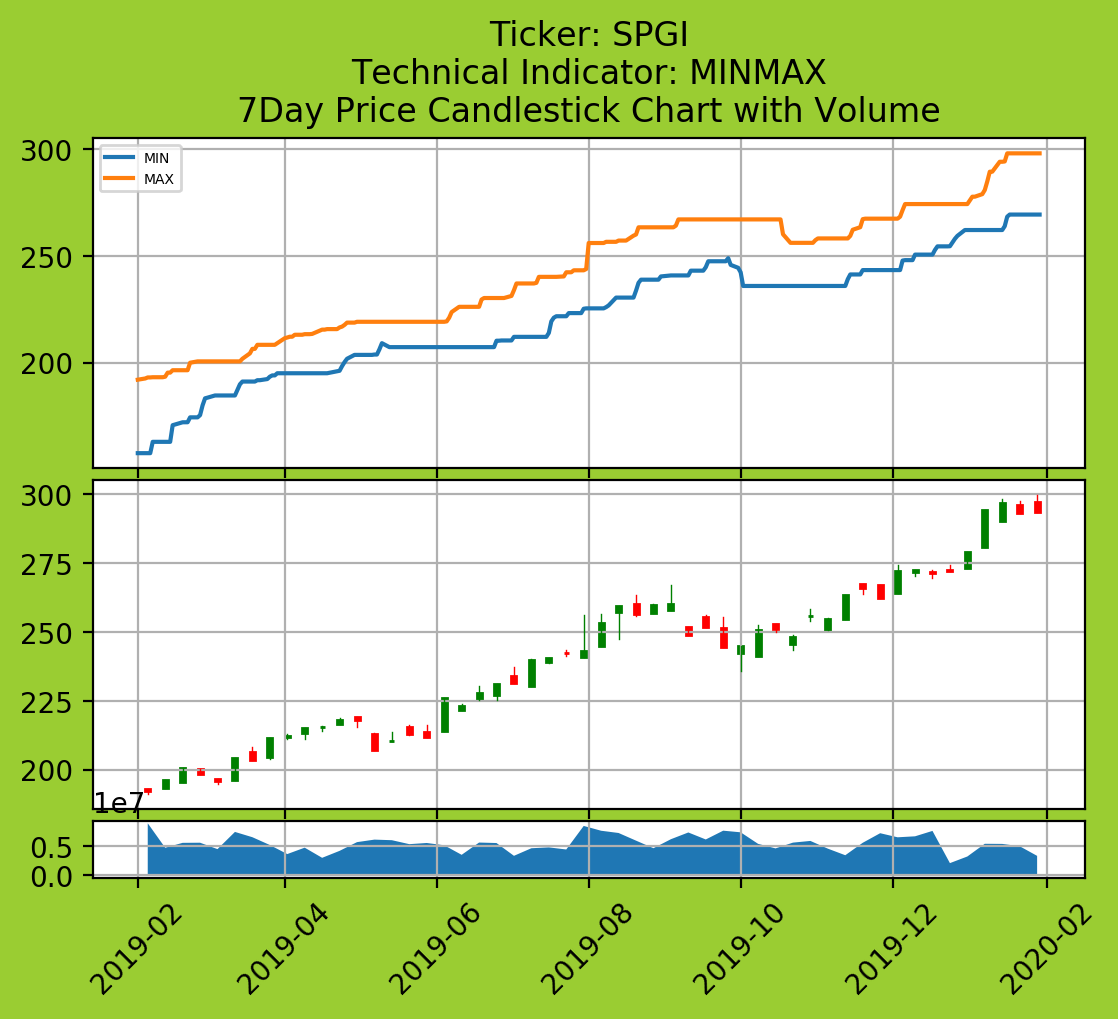 Ticker: SPGI
Technical Indicator: MINMAX
7Day Price Candlestick Chart with Volume
300
250
200
MIN
MAX
300
275
250
225
200
1e7
0.5
0.0
2019-02
2019-04
2019-06
2019-08
2019-10
2019-12
2020-02